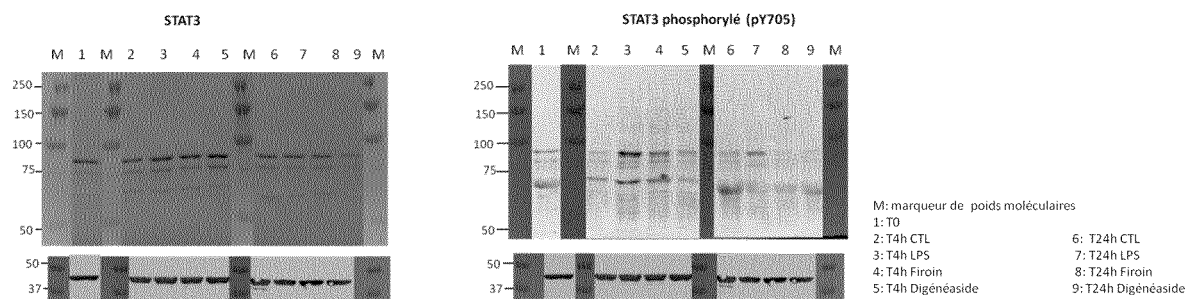 STAT3
M 1 M 2 3 4 5 M 6 7 8 9 M
250
150
100
75
50
50
37
STAT3 phosphorylé (pY705)
M 1 M 2 3 4 5 M 6 7 8 9 M
250
150
100
75
50
50
37
M: marqueur de poids moléculaires
1: T0
2: T4h CTL 6: T24h CTL
3: T4h LPS 7: T24h LPS
4: T4h Firoin 8: T24h Firoin
5: T4h Digénéaside 9: T24h Digénéaside